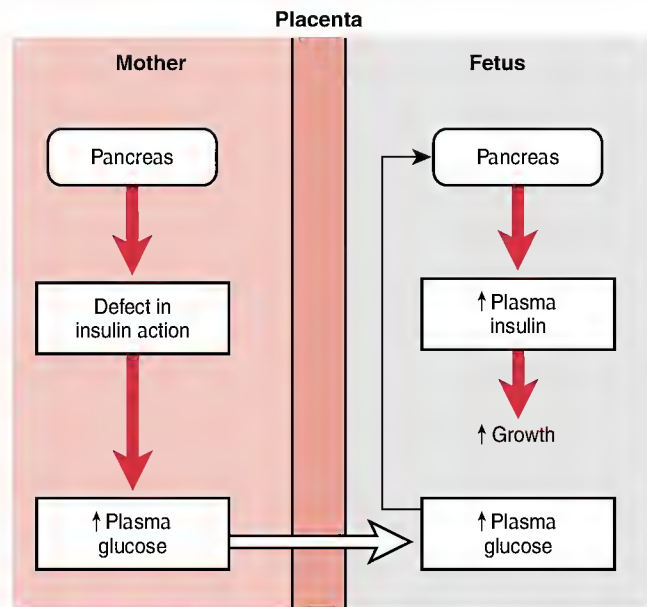 Placenta
Mother
Fetus
Pancreas
Pancreas
Defect in
insulin action
↑ Plasma
insulin
↑ Growth
↑ Plasma
glucose
↑ Plasma
glucose